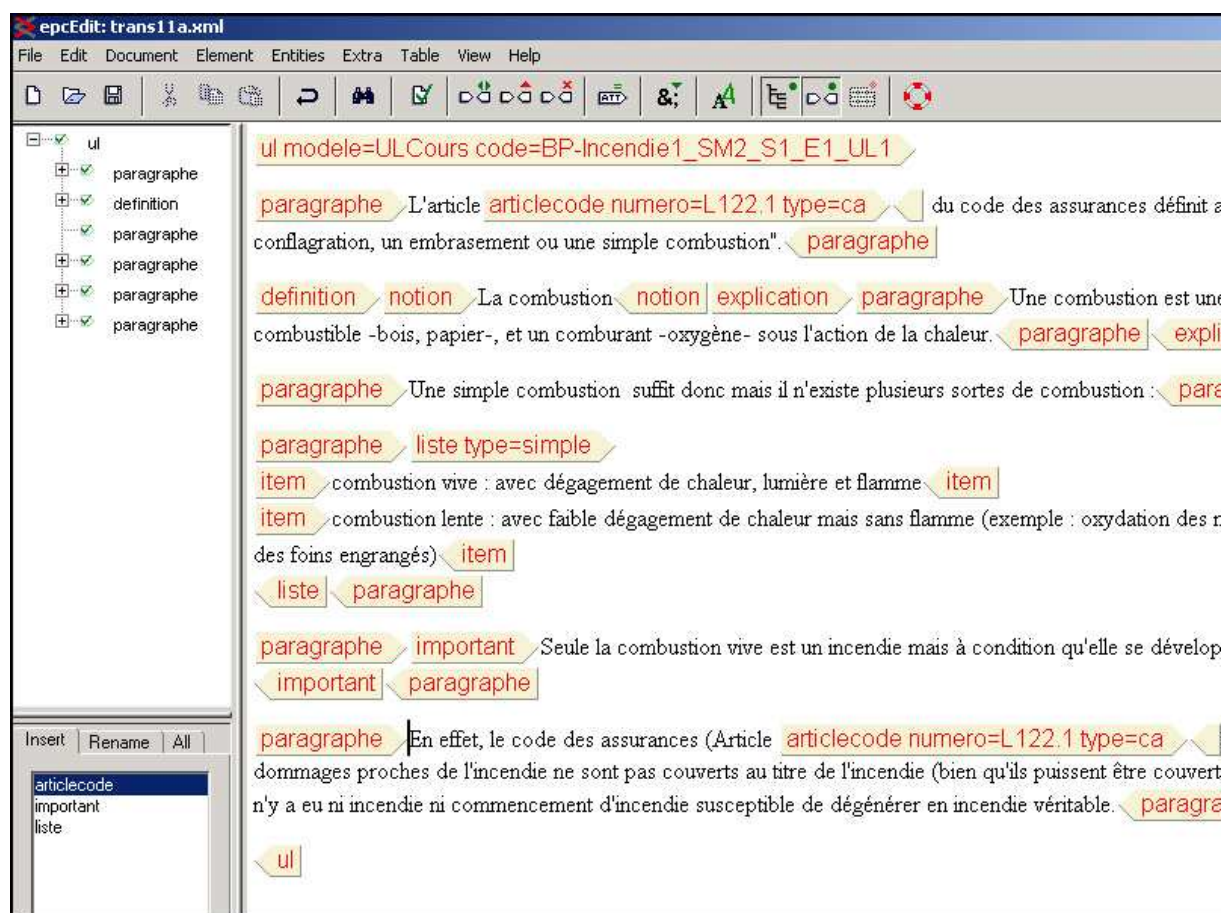 epcEdit: trans11a.xml
File Edit Document Element Entities Extra Table View Help
ATT &; A A
ul
paragraphe
definition
paragraphe
paragraphe
paragraphe
paragraphe
ul modele=ULCours code=BP-Incendie1_SM2_S1_E1_UL1
paragraphe L'article articlecode numero=L122.1 type=ca du code des assurances définit a
conflagration, un embrasement ou une simple combustion". paragraphe
definition notion La combustion notion explication paragraphe Une combustion est une
combustible -bois, papier-, et un comburant -oxygène- sous l'action de la chaleur. paragraphe expli
paragraphe Une simple combustion suffit donc mais il n'existe plusieurs sortes de combustion : para
paragraphe liste type=simple
item combustion vive : avec dégagement de chaleur, lumière et flamme item
item combustion lente : avec faible dégagement de chaleur mais sans flamme (exemple : oxydation des
des foins engrangés) item
liste paragraphe
paragraphe important Seule la combustion vive est un incendie mais à condition qu'elle se dévelop
important paragraphe
paragraphe En effet, le code des assurances (Article articlecode numero=L122.1 type=ca
dommages proches de l'incendie ne sont pas couverts au titre de l'incendie (bien qu'ils puissent être couvert
n'y a eu ni incendie ni commencement d'incendie susceptible de dégénérer en incendie véritable. paragra
ul
Insert Rename All
articlecode
important
liste